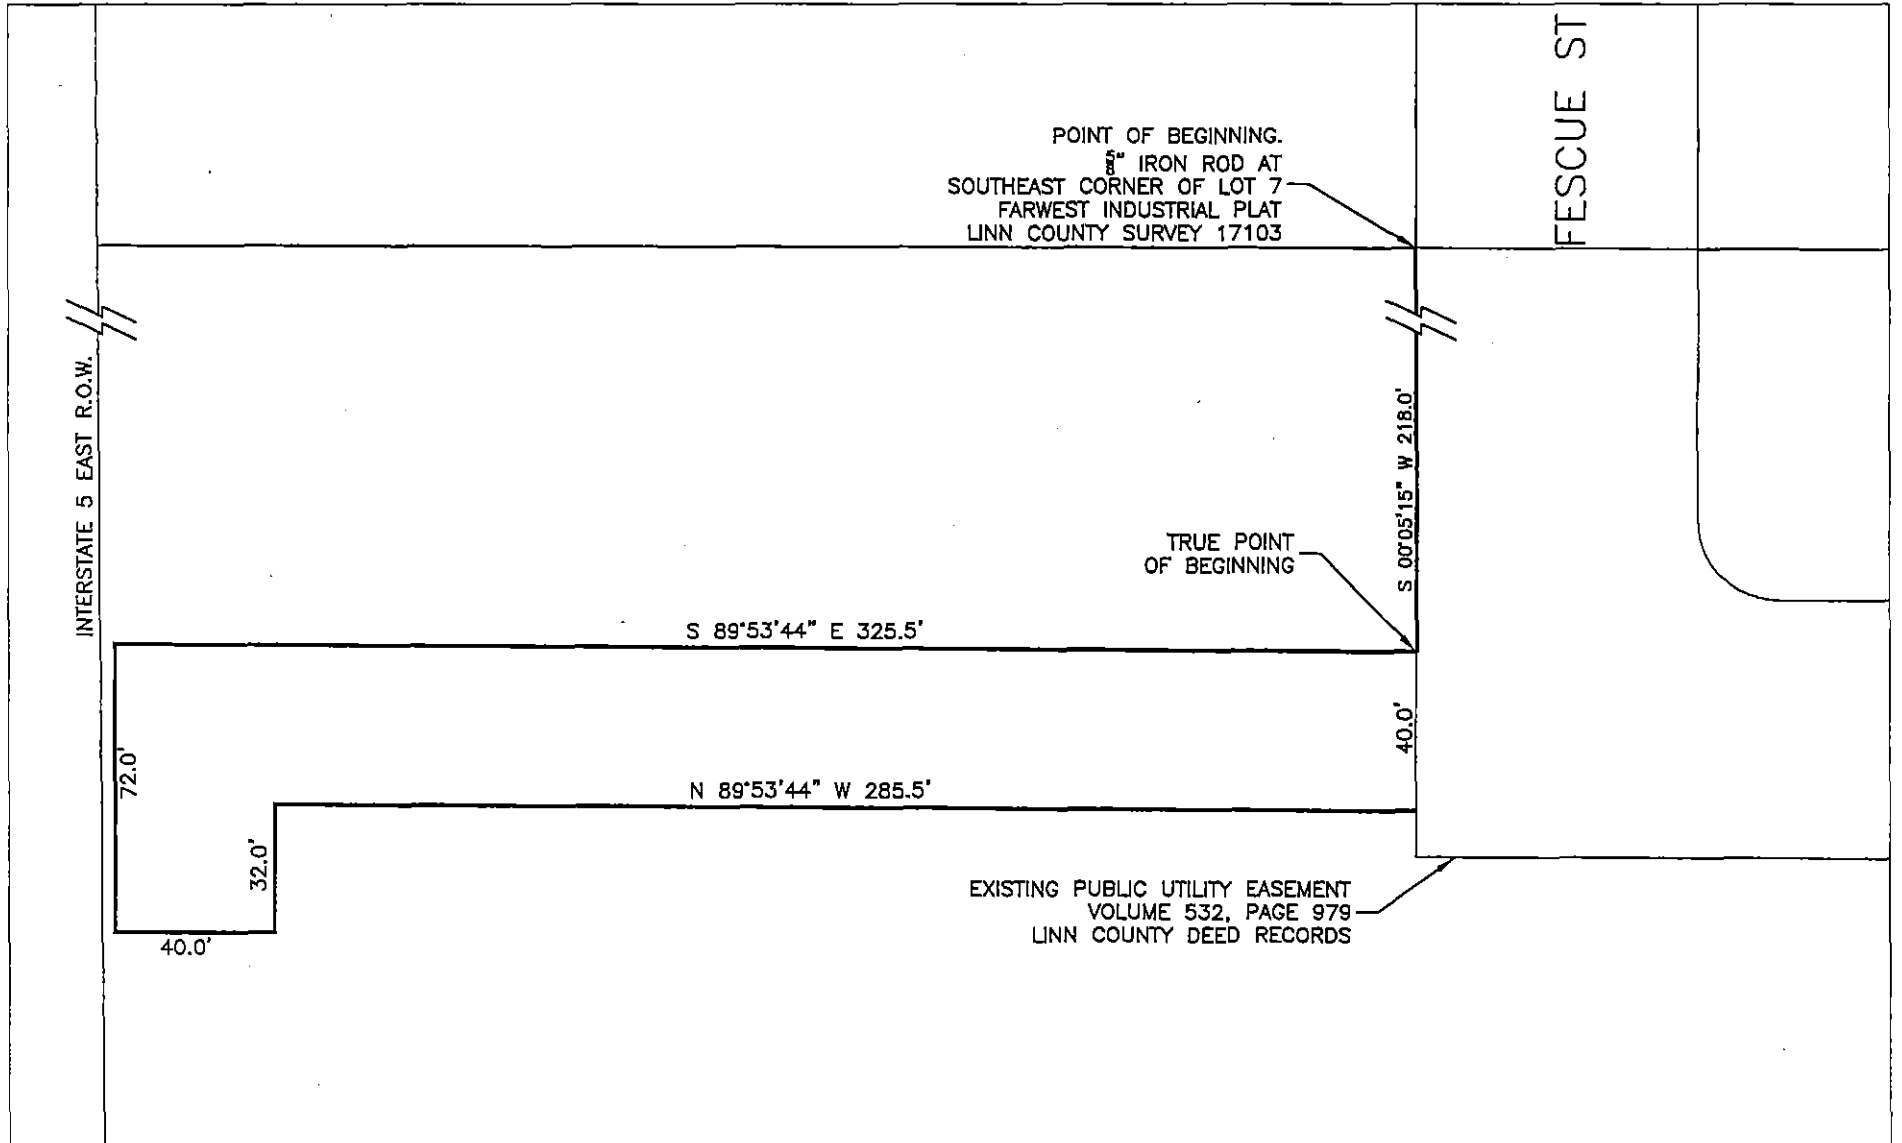 FESCUE ST
POINT OF BEGINNING.
5/8" IRON ROD AT
SOUTHEAST CORNER OF LOT 7
FARWEST INDUSTRIAL PLAT
LINN COUNTY SURVEY 17103
INTERSTATE 5 EAST R.O.W.
S 00°05'15" W 218.0'
TRUE POINT
OF BEGINNING
S 89°53'44" E 325.5'
72.0'
40.0'
N 89°53'44" W 285.5'
32.0'
40.0'
EXISTING PUBLIC UTILITY EASEMENT
VOLUME 532, PAGE 979
LINN COUNTY DEED RECORDS